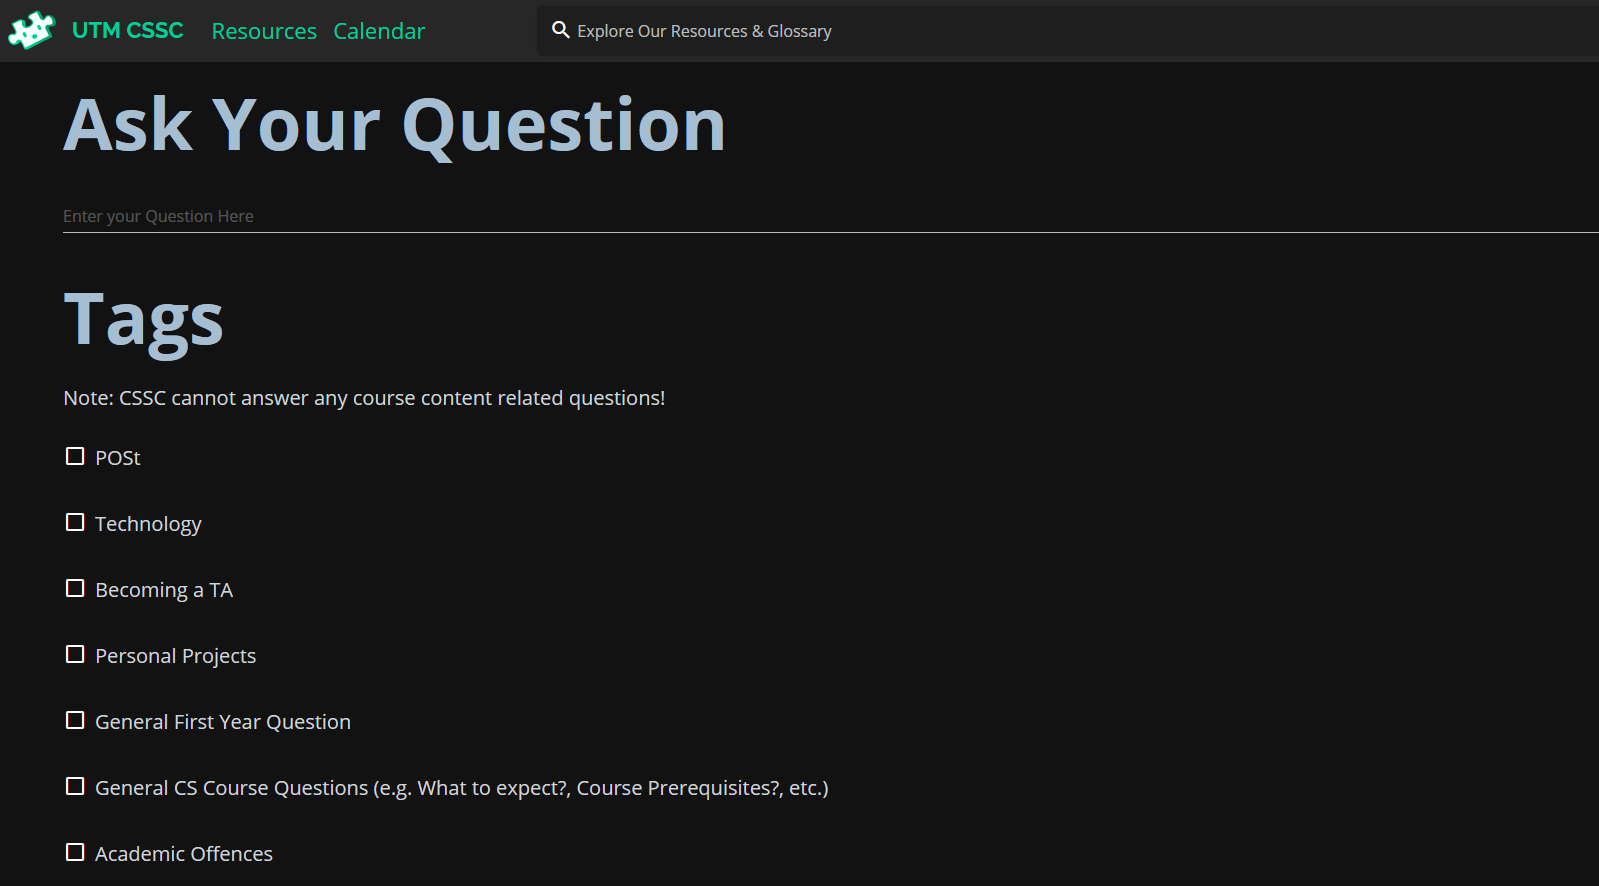 UTM CSSC Resources Calendar Explore Our Resources & Glossary
Ask Your Question
Enter your Question Here
Tags
Note: CSSC cannot answer any course content related questions!
POSt
Technology
Becoming a TA
Personal Projects
General First Year Question
General CS Course Questions (e.g. What to expect?, Course Prerequisites?, etc.)
Academic Offences